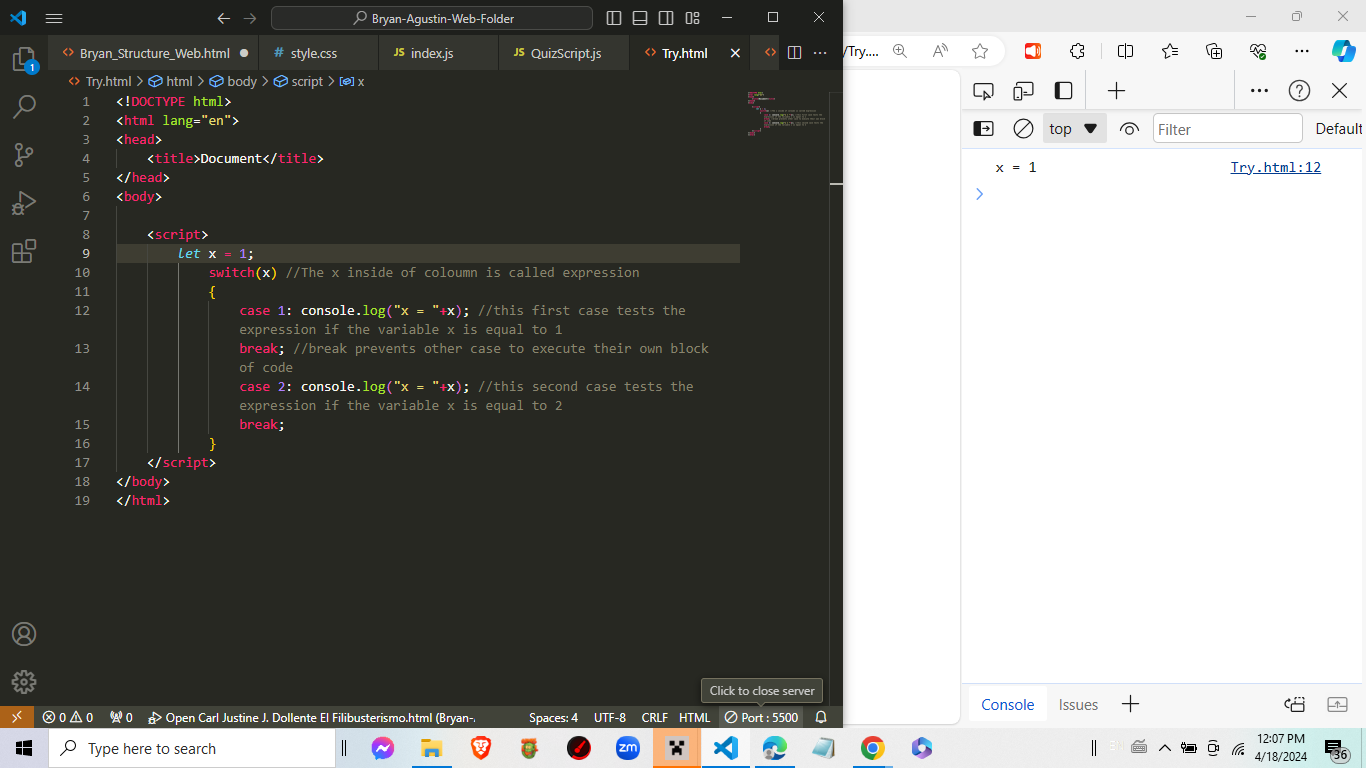 Bryan-Agustin-Web-Folder
Bryan_Structure_Web.html
# style.css
JS index.js
JS QuizScript.js
Try.html
Try.html > html > body > script > x
1 <!DOCTYPE html>
2 <html lang="en">
3 <head>
4 <title>Document</title>
5 </head>
6 <body>
7
8 <script>
9 let x = 1;
10 switch(x) //The x inside of coloumn is called expression
11 {
12 case 1: console.log("x = "+x); //this first case tests the
expression if the variable x is equal to 1
13 break; //break prevents other case to execute their own block
of code
14 case 2: console.log("x = "+x); //this second case tests the
expression if the variable x is equal to 2
15 break;
16 }
17 </script>
18 </body>
19 </html>
1
Click to close server
0 0 0 Open Carl Justine J. Dollente El Filibusterismo.html (Bryan-
Spaces: 4 UTF-8 CRLF HTML Port : 5500
/Try....
top Filter Default
x = 1 Try.html:12
Console Issues
Type here to search
zm
12:07 PM
4/18/2024
36